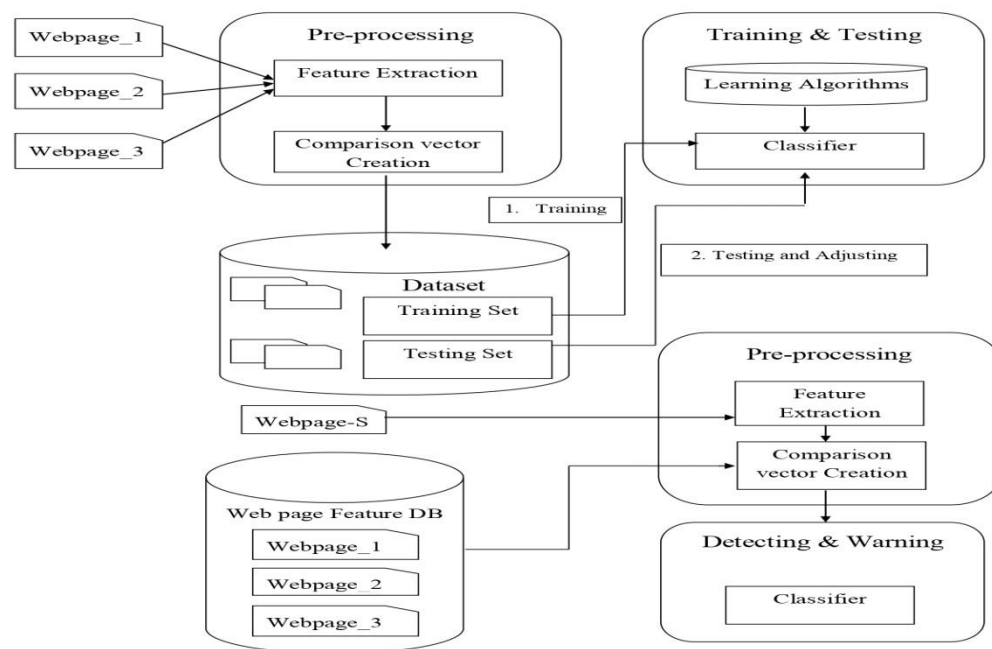 Webpage_1
Webpage_2
Webpage_3
Pre-processing
Feature Extraction
Comparison vector
Creation
Training & Testing
Learning Algorithms
Classifier
1. Training
2. Testing and Adjusting
Dataset
Training Set
Testing Set
Webpage-S
Pre-processing
Feature
Extraction
Comparison
vector Creation
Web page Feature DB
Webpage_1
Webpage_2
Webpage_3
Detecting & Warning
Classifier